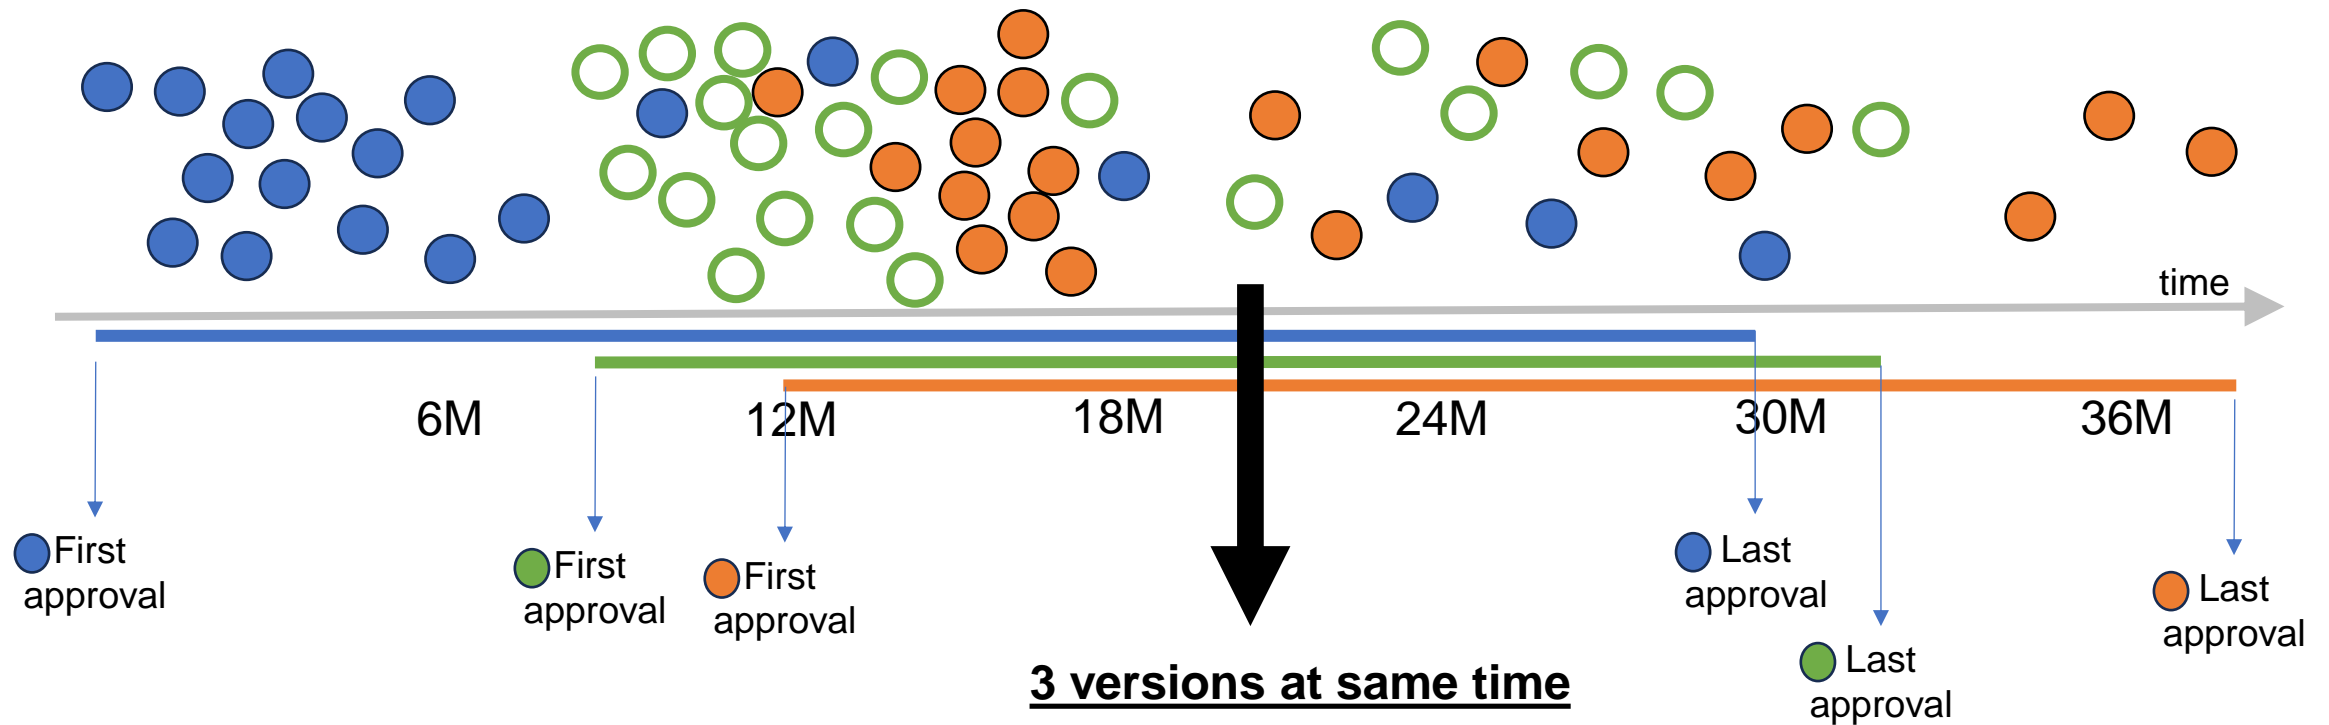 time
6M
12M
18M
24M
30M
36M
First
approval
First
approval
First
approval
Last
approval
Last
approval
Last
approval
3 versions at same time